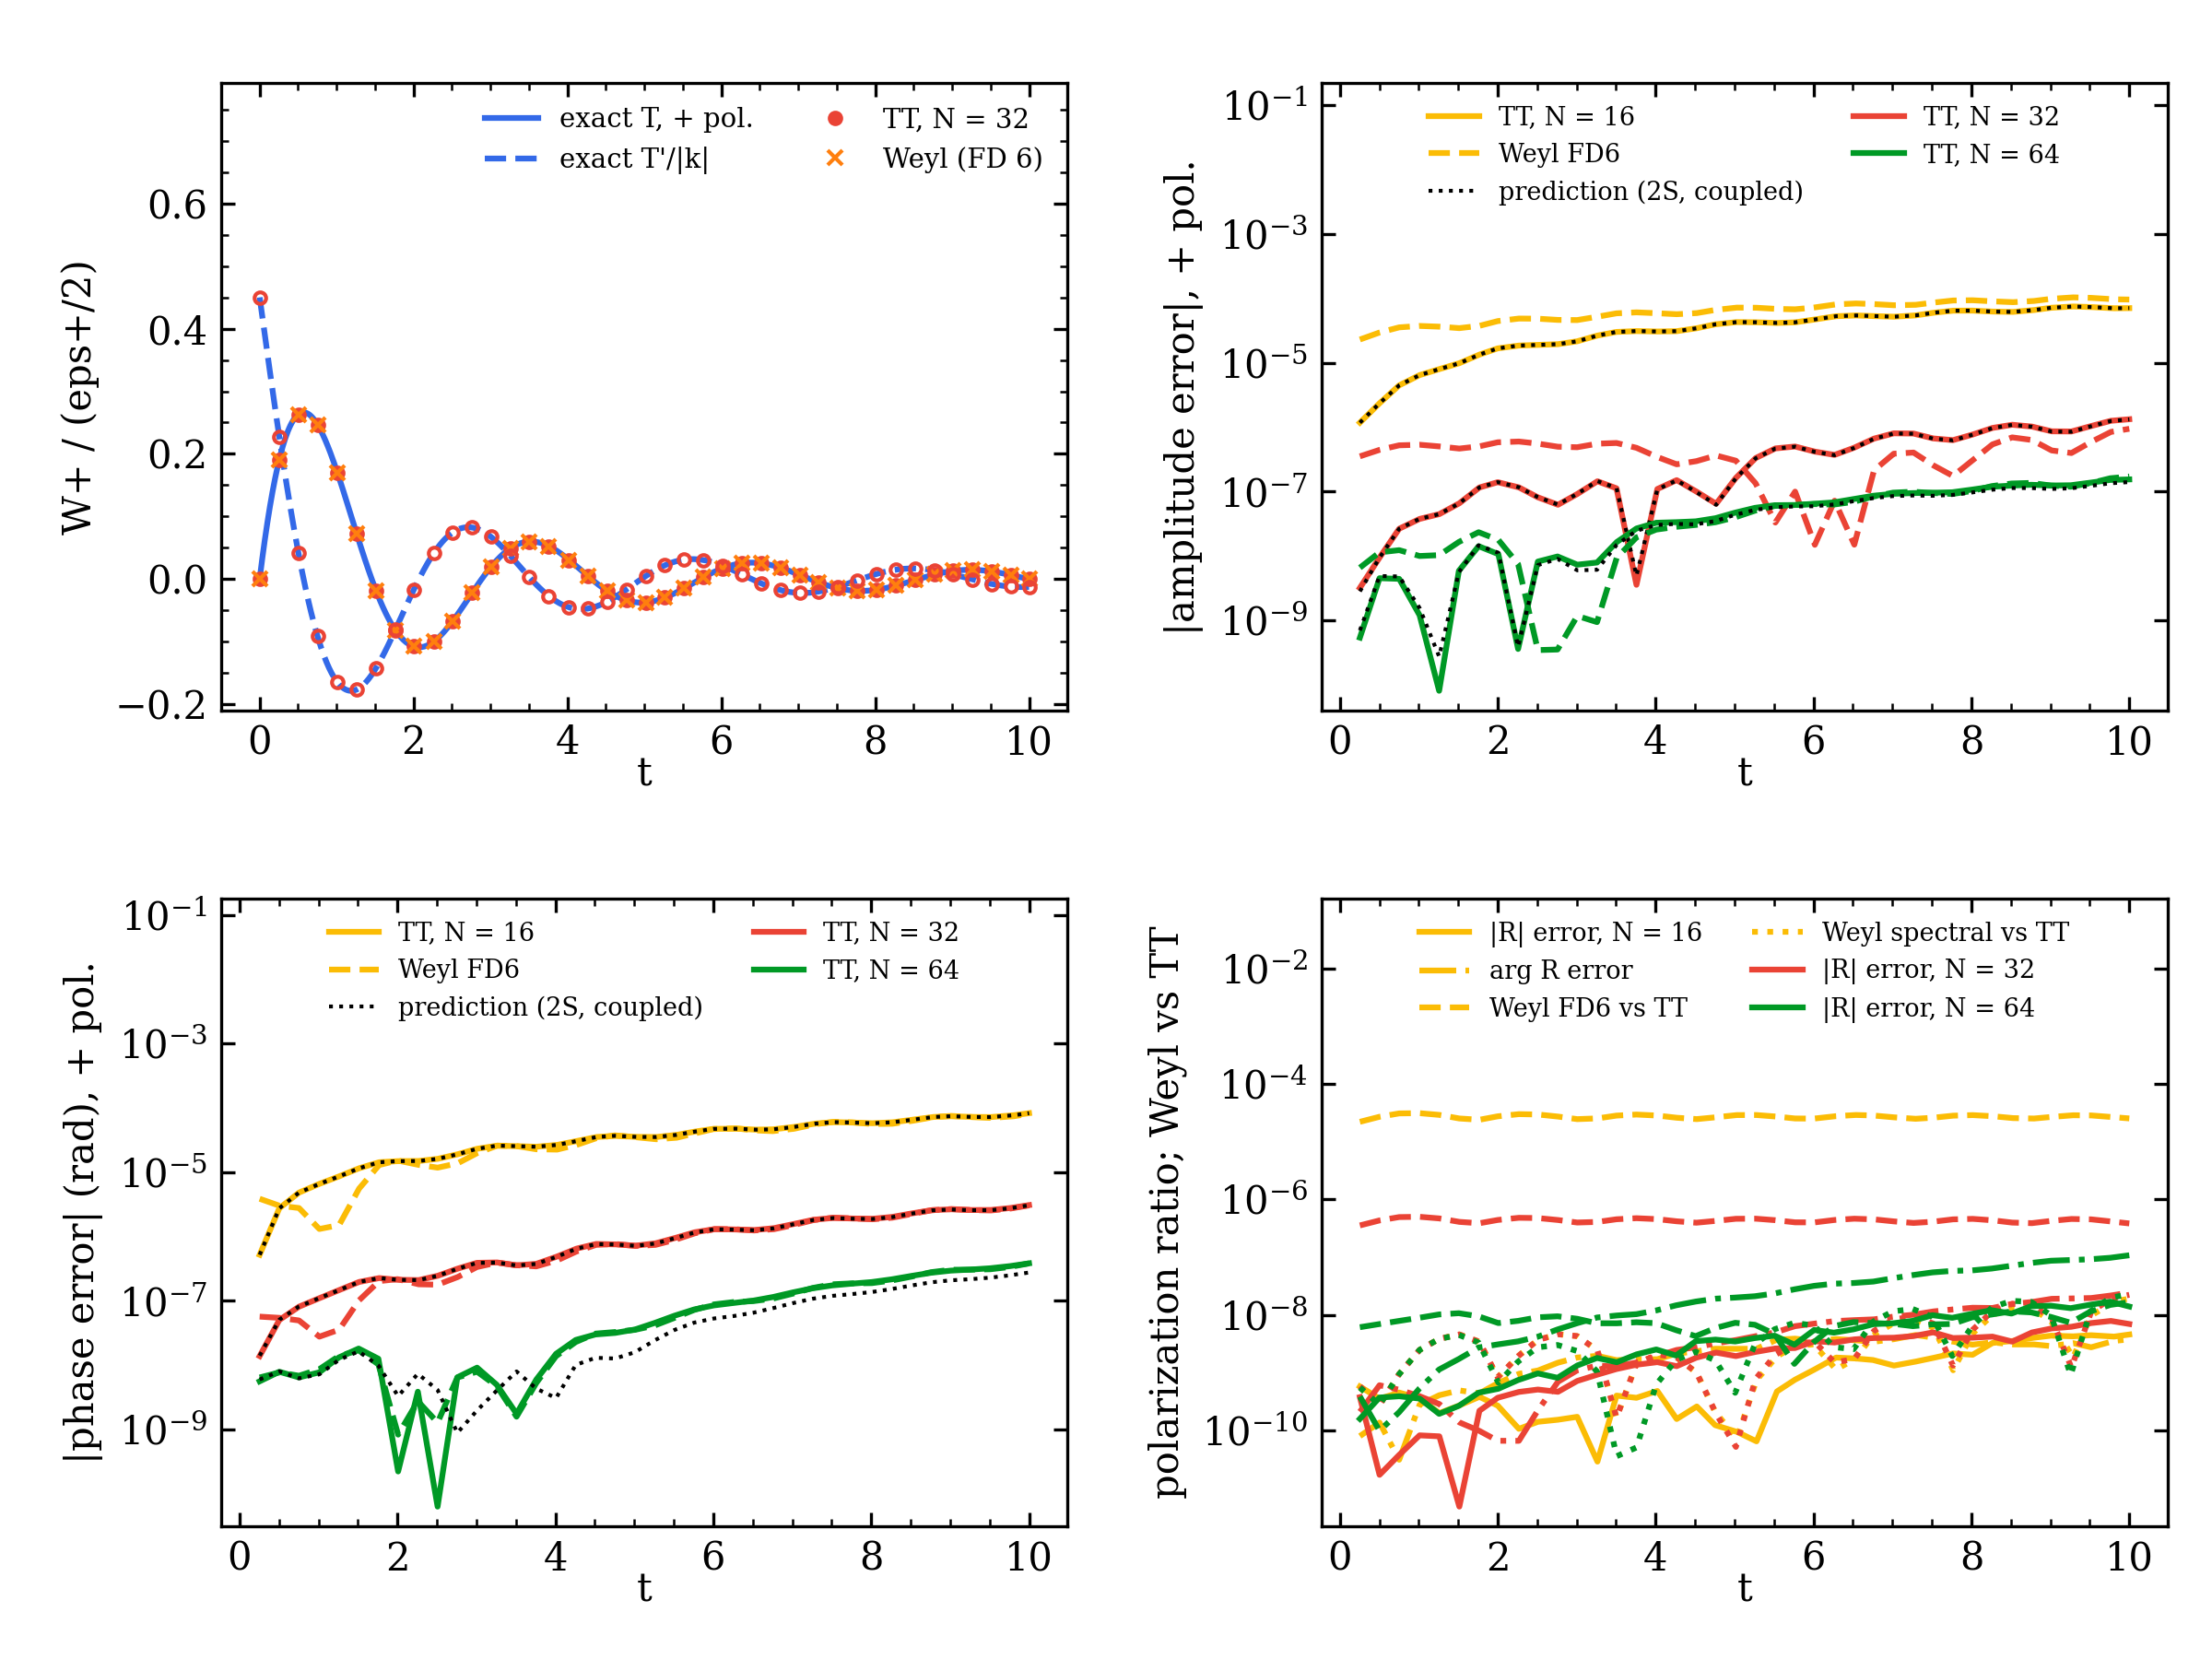 W+ / (eps+/2)
exact T, + pol.
exact T'/|k|
TT, N = 32
Weyl (FD 6)
0.6
0.4
0.2
0.0
−0.2
0 2 4 6 8 10
t
|amplitude error|, + pol.
TT, N = 16
Weyl FD6
prediction (2S, coupled)
TT, N = 32
TT, N = 64
10⁻¹
10⁻³
10⁻⁵
10⁻⁷
10⁻⁹
0 2 4 6 8 10
t
|phase error| (rad), + pol.
TT, N = 16
Weyl FD6
prediction (2S, coupled)
TT, N = 32
TT, N = 64
10⁻¹
10⁻³
10⁻⁵
10⁻⁷
10⁻⁹
0 2 4 6 8 10
t
polarization ratio; Weyl vs TT
|R| error, N = 16
arg R error
Weyl FD6 vs TT
Weyl spectral vs TT
|R| error, N = 32
|R| error, N = 64
10⁻²
10⁻⁴
10⁻⁶
10⁻⁸
10⁻¹⁰
0 2 4 6 8 10
t